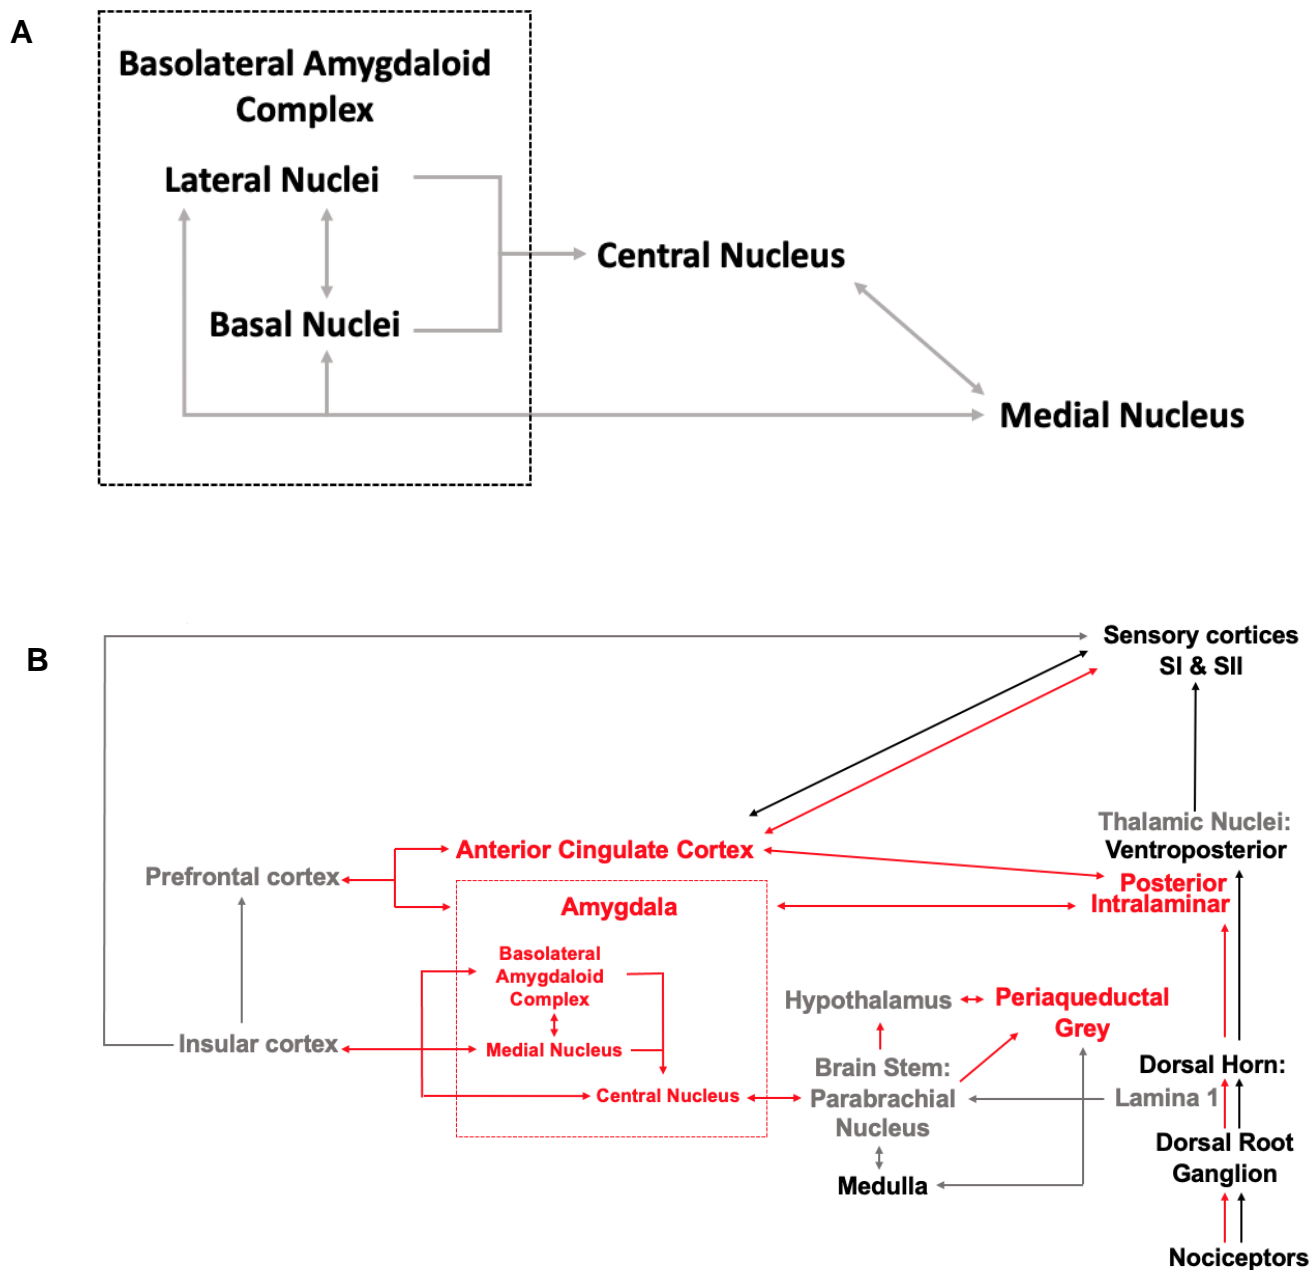 A
Basolateral Amygdaloid
Complex
Lateral Nuclei
Central Nucleus
Basal Nuclei
Medial Nucleus
B
Sensory cortices
SI & SII
Thalamic Nuclei:
Ventroposterior
Posterior
Intralaminar
Anterior Cingulate Cortex
Prefrontal cortex
Amygdala
Basolateral
Amygdaloid
Complex
Medial Nucleus
Central Nucleus
Insular cortex
Hypothalamus
Periaqueductal
Grey
Brain Stem:
Parabrachial
Nucleus
Medulla
Dorsal Horn:
Lamina 1
Dorsal Root
Ganglion
Nociceptors